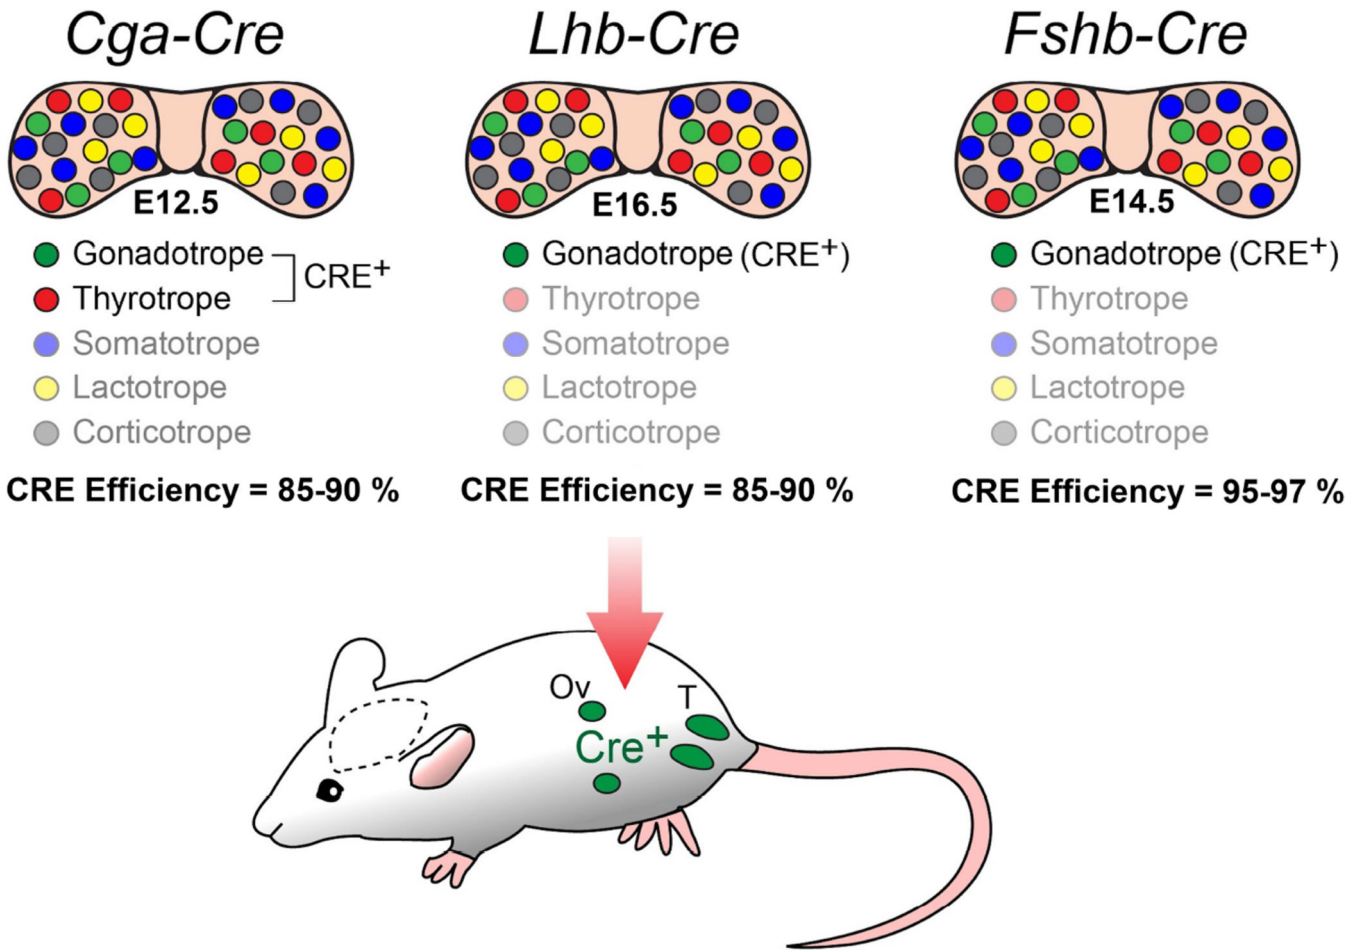 Cga-Cre
Lhb-Cre
Fshb-Cre
E12.5
E16.5
E14.5
Gonadotrope
Thyrotrope
CRE+
Somatotrope
Lactotrope
Corticotrope
CRE Efficiency = 85-90 %
Gonadotrope (CRE+)
Thyrotrope
Somatotrope
Lactotrope
Corticotrope
CRE Efficiency = 85-90 %
Gonadotrope (CRE+)
Thyrotrope
Somatotrope
Lactotrope
Corticotrope
CRE Efficiency = 95-97 %
Ov
T
Cre+